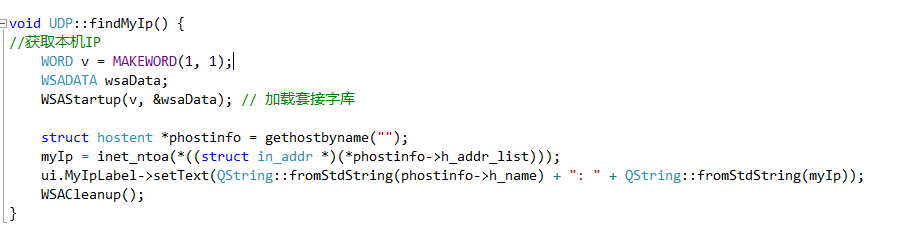 void UDP::findMyIp() {
//获取本机IP
    WORD v = MAKEWORD(1, 1);
    WSADATA wsaData;
    WSAStartup(v, &wsaData); // 加载套接字库

    struct hostent *phostinfo = gethostbyname("");
    myIp = inet_ntoa(*((struct in_addr *)(*phostinfo->h_addr_list)));
    ui.MyIpLabel->setText(QString::fromStdString(phostinfo->h_name) + ": " + QString::fromStdString(myIp));
    WSACleanup();
}